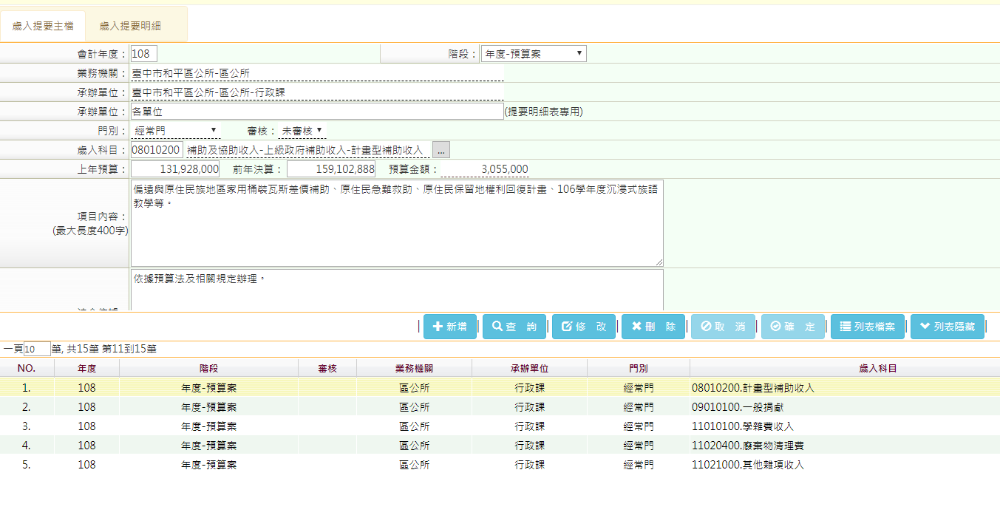 歲入提要主檔 歲入提要明細
會計年度： 108 階段： 年度-預算案
業務機關： 臺中市和平區公所-區公所
承辦單位： 臺中市和平區公所-區公所-行政課
承辦單位： 各單位 (提要明細表專用)
門別： 經常門 審核： 未審核
歲入科目： 08010200 補助及協助收入-上級政府補助收入-計畫型補助收入 ...
上年預算： 131,928,000 前年決算： 159,102,888 預算金額： 3,055,000
偏遠與原住民族地區家用桶裝瓦斯差價補助、原住民急難救助、原住民保留地權利回復計畫、106學年度沉浸式族語
教學等。
項目內容：
(最大長度400字)
依據預算法及相關規定辦理。
新增 查 詢 修 改 刪 除 取 消 確 定 列表檔案 列表隱藏
一頁10筆, 共15筆 第11到15筆
NO. 年度 階段 審核 業務機關 承辦單位 門別 歲入科目
1. 108 年度-預算案 區公所 行政課 經常門 08010200.計畫型補助收入
2. 108 年度-預算案 區公所 行政課 經常門 09010100.一般捐獻
3. 108 年度-預算案 區公所 行政課 經常門 11010100.學雜費收入
4. 108 年度-預算案 區公所 行政課 經常門 11020400.廢棄物清理費
5. 108 年度-預算案 區公所 行政課 經常門 11021000.其他雜項收入